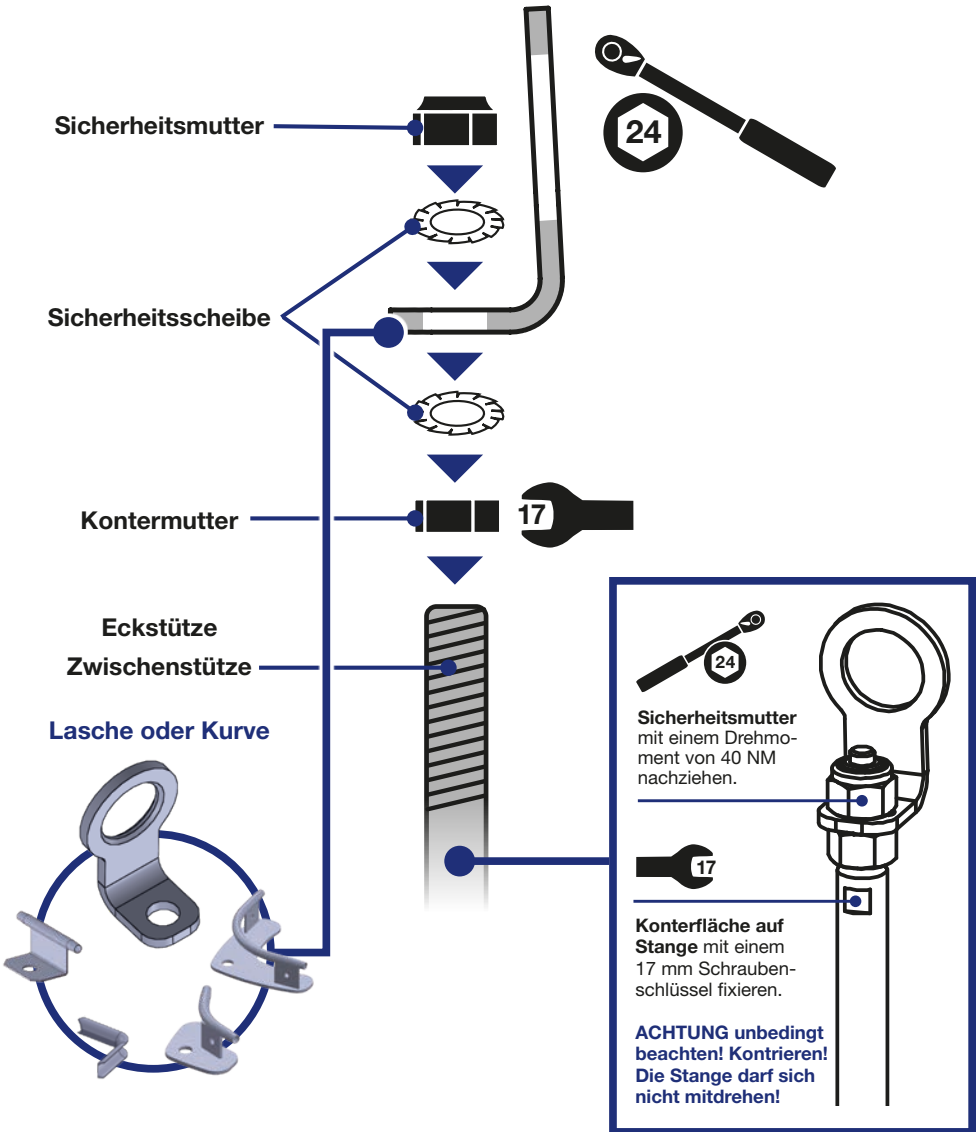 Sicherheitsmutter
24
Sicherheitsscheibe
Kontermutter
17
Eckstütze
Zwischenstütze
Lasche oder Kurve
24
Sicherheitsmutter
mit einem Drehmo-
ment von 40 NM
nachziehen.
17
Konterfläche auf
Stange mit einem
17 mm Schrauben-
schlüssel fixieren.
ACHTUNG unbedingt
beachten! Kontrieren!
Die Stange darf sich
nicht mitdrehen!